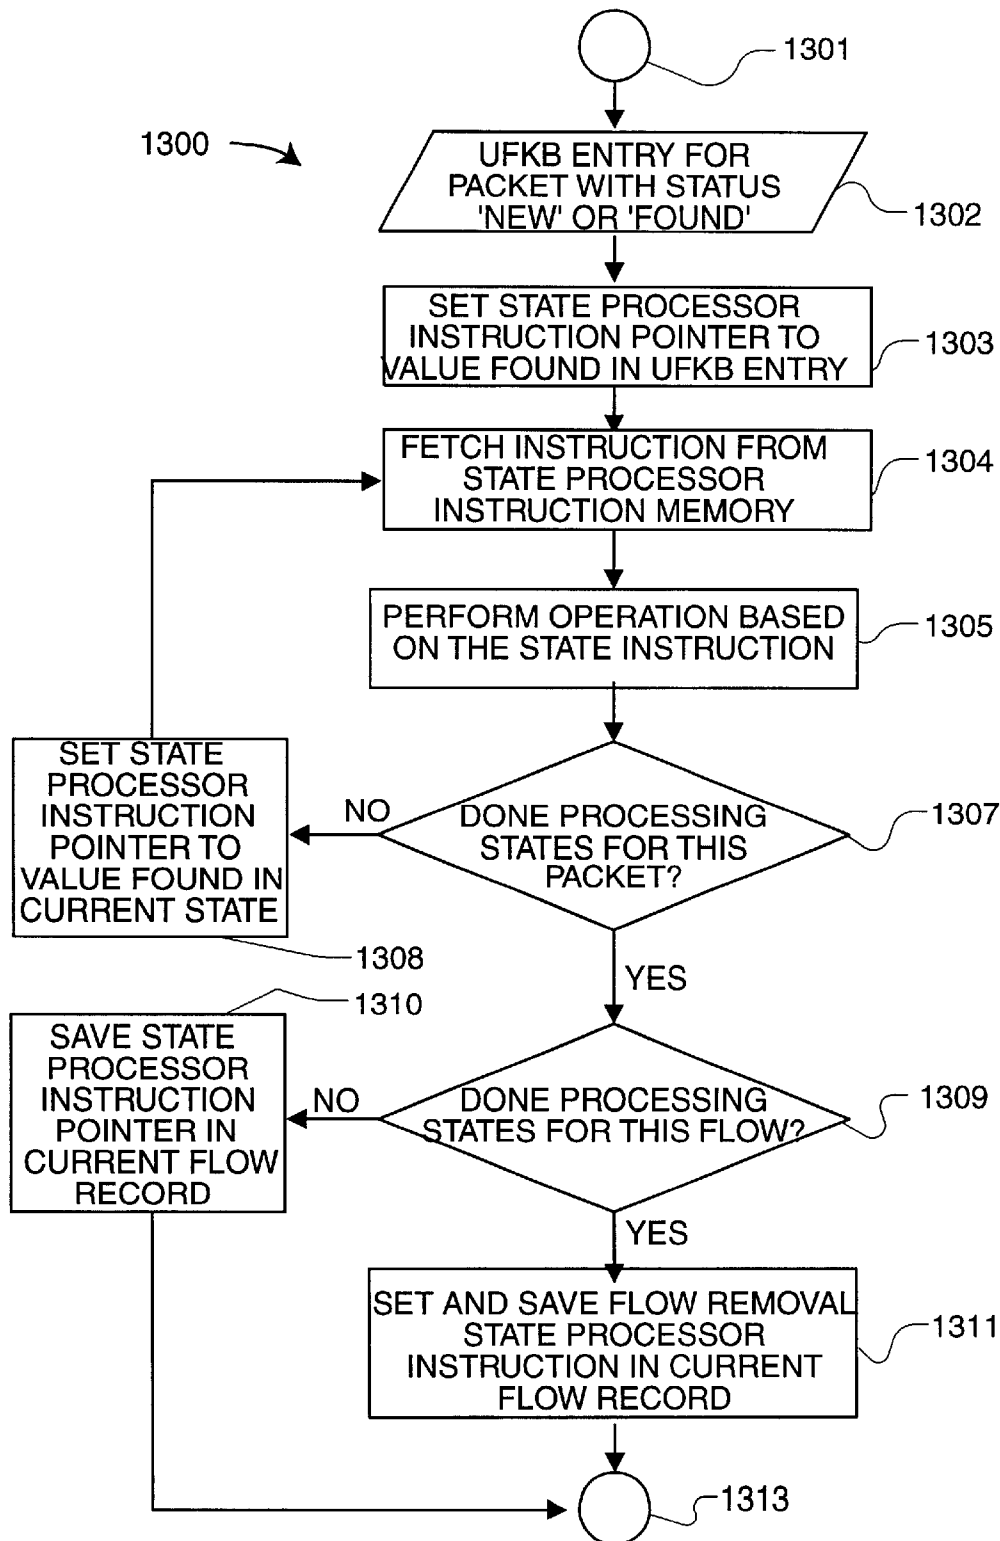 1301
1300
UFKB ENTRY FOR
PACKET WITH STATUS
'NEW' OR 'FOUND'
1302
SET STATE PROCESSOR
INSTRUCTION POINTER TO
VALUE FOUND IN UFKB ENTRY
1303
FETCH INSTRUCTION FROM
STATE PROCESSOR
INSTRUCTION MEMORY
1304
PERFORM OPERATION BASED
ON THE STATE INSTRUCTION
1305
SET STATE
PROCESSOR
INSTRUCTION
POINTER TO
VALUE FOUND IN
CURRENT STATE
1308
NO
DONE PROCESSING
STATES FOR THIS
PACKET?
1307
YES
1310
SAVE STATE
PROCESSOR
INSTRUCTION
POINTER IN
CURRENT FLOW
RECORD
NO
DONE PROCESSING
STATES FOR THIS FLOW?
1309
YES
SET AND SAVE FLOW REMOVAL
STATE PROCESSOR
INSTRUCTION IN CURRENT
FLOW RECORD
1311
1313